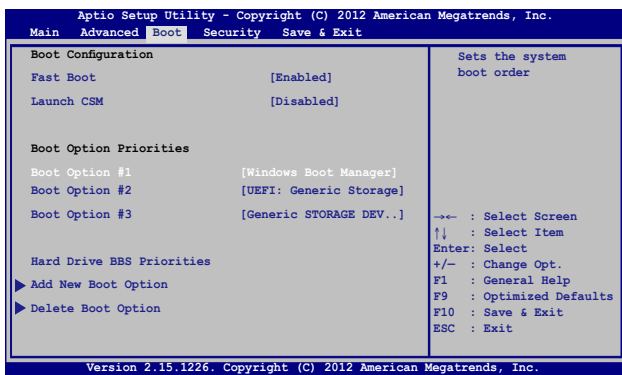 Aptio Setup Utility - Copyright (C) 2012 American Megatrends, Inc.
Main Advanced Boot Security Save & Exit
Boot Configuration
Fast Boot [Enabled]
Launch CSM [Disabled]
Boot Option Priorities
Boot Option #1 [Windows Boot Manager]
Boot Option #2 [UEFI: Generic Storage]
Boot Option #3 [Generic STORAGE DEV..]
Hard Drive BBS Priorities
Add New Boot Option
Delete Boot Option
Sets the system
boot order
→← : Select Screen
↑↓ : Select Item
Enter: Select
+/— : Change Opt.
F1 : General Help
F9 : Optimized Defaults
F10 : Save & Exit
ESC : Exit
Version 2.15.1226. Copyright (C) 2012 American Megatrends, Inc.